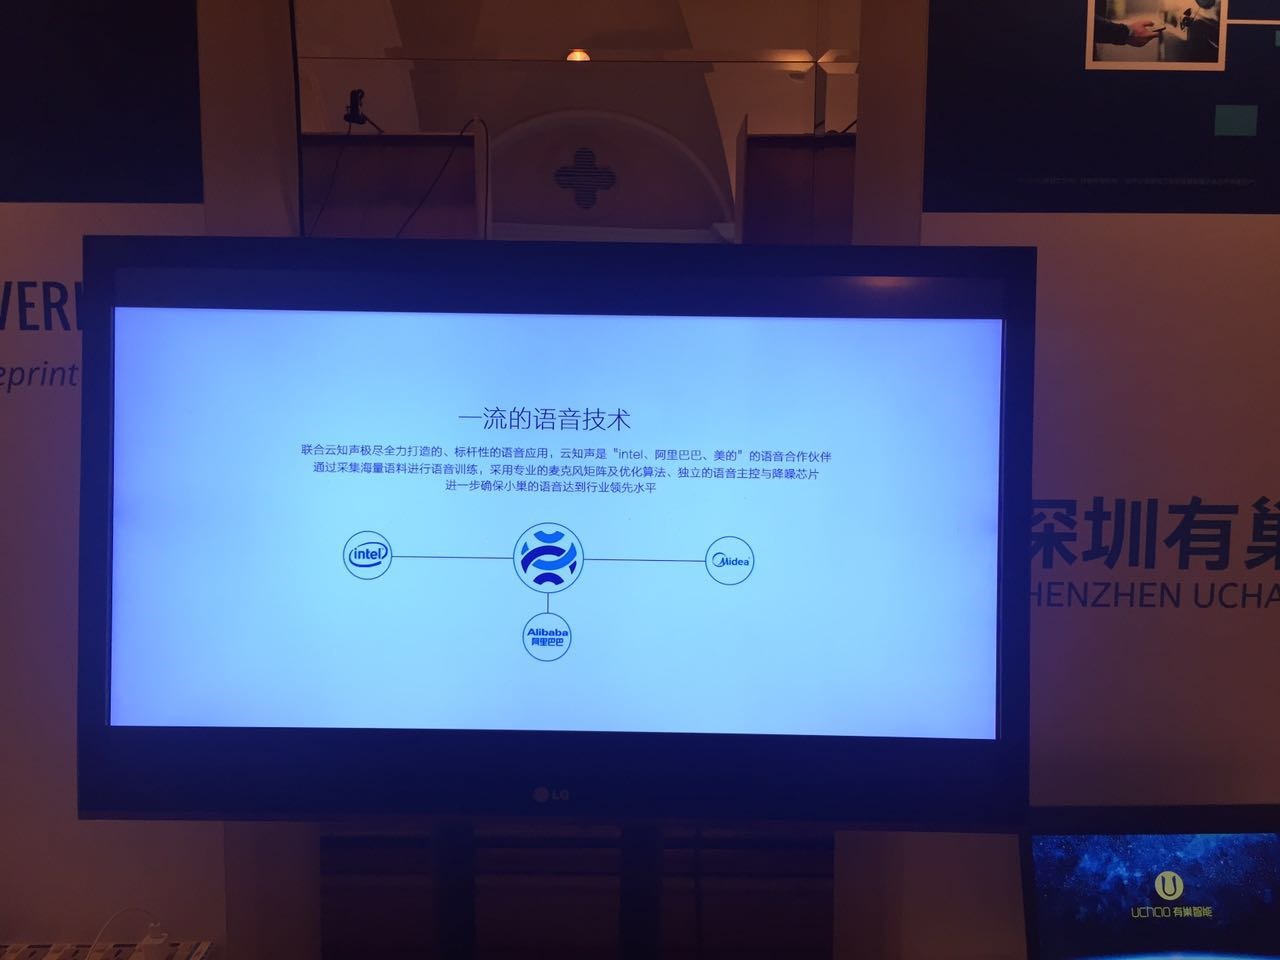 一流的语音技术
联合云知声极尽全力打造的、标杆性的语音应用，云知声是“intel、阿里巴巴、美的”的语音合作伙伴
通过采集海量语料进行语音训练，采用专业的麦克风矩阵及优化算法、独立的语音主控与降噪芯片
进一步确保小巢的语音达到行业领先水平
intel
Midea
Alibaba
阿里巴巴
LG
深圳有巢
SHENZHEN UCHA
U
uchao 有巢智能